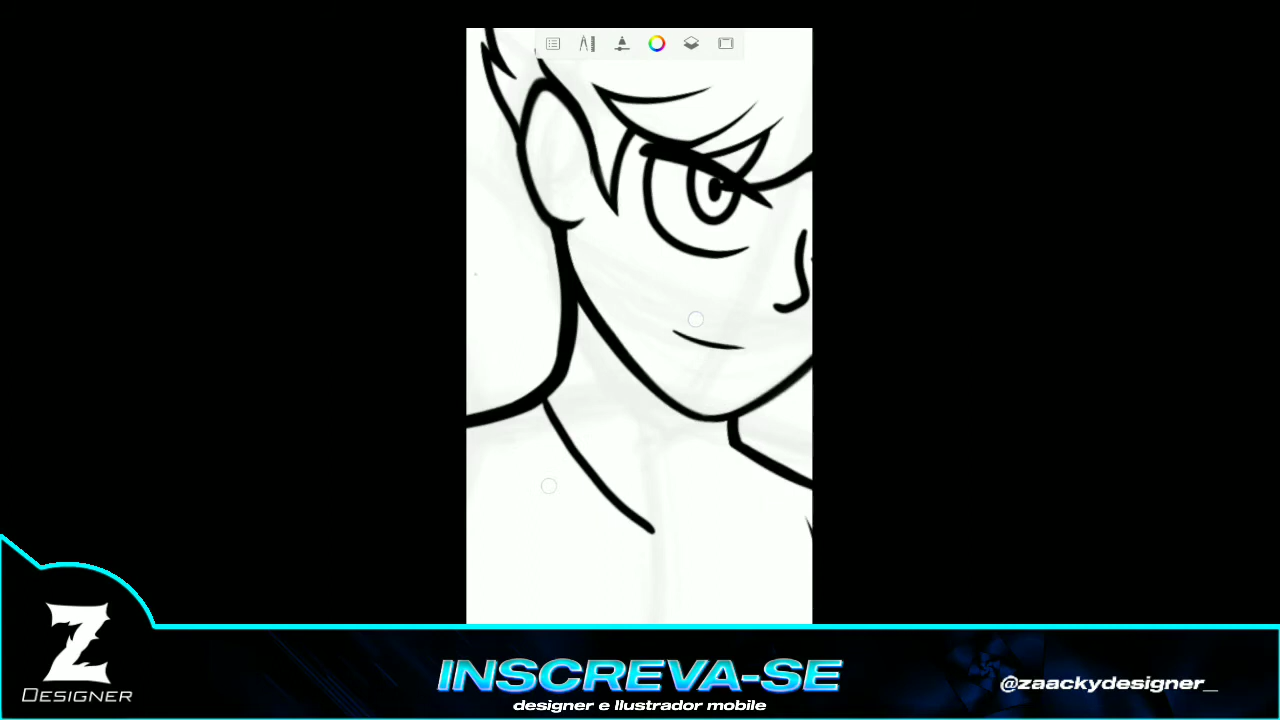 INSCREVA-SE
designer e Ilustrador mobile
@zaackydesigner_
Z
DESIGNER